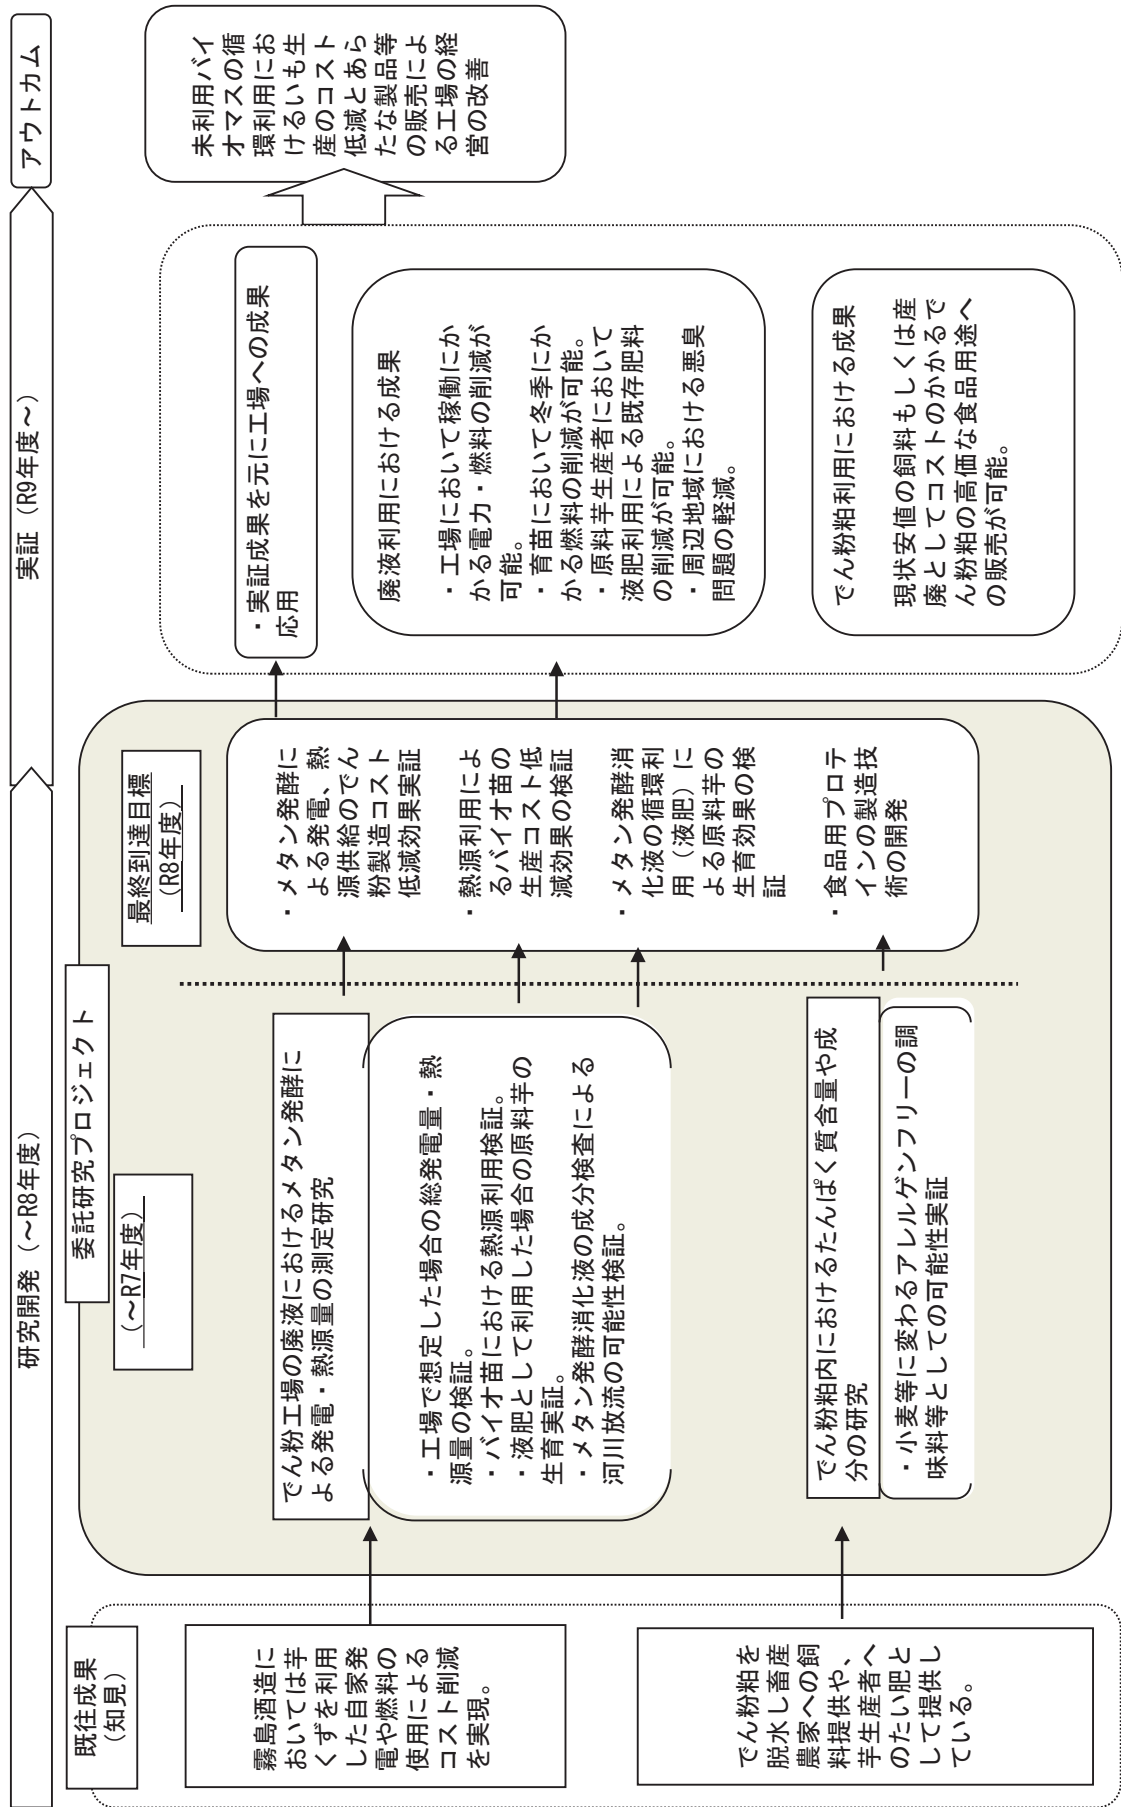 研究開発（～R8年度）
実証（R9年度～）
アウトカム
既往成果
（知見）
霧島酒造に
おいては芋
くずを利用
した自家発
電や燃料の
使用による
コスト削減
を実現。
でん粉粕を
脱水し畜産
農家への飼
料提供や、
芋生産者へ
のたい肥と
して提供し
ている。
委託研究プロジェクト
（～R7年度）
でん粉工場の廃液におけるメタン発酵に
よる発電・熱源量の測定研究
・工場で想定した場合の総発電量・熱
源量の検証。
・バイオ苗における熱源利用検証。
・液肥として利用した場合の原料芋の
生育実証。
・メタン発酵消化液の成分検査による
河川放流の可能性検証。
でん粉粕内におけるたんぱく質含量や成
分の研究
・小麦等に変わるアレルゲンフリーの調
味料等としての可能性実証
最終到達目標
（R8年度）
・メタン発酵に
よる発電、熱
源供給のでん
粉製造コスト
低減効果実証
・熱源利用によ
るバイオ苗の
生産コスト低
減効果の検証
・メタン発酵消
化液の循環利
用（液肥）に
よる原料芋の
生育効果の検
証
・食品用プロテ
インの製造技
術の開発
・実証成果を元に工場への成果
応用
廃液利用における成果
・工場において稼働にか
かる電力・燃料の削減が
可能。
・育苗において冬季にか
かる燃料の削減が可能。
・原料芋生産者において
液肥利用による既存肥料
の削減が可能。
・周辺地域における悪臭
問題の軽減。
でん粉粕利用における成果
現状安値の飼料もしくは産
廃としてコストのかかるで
ん粉粕の高価な食品用途へ
の販売が可能。
未利用バイ
オマスの循
環利用にお
けるいも生
産のコスト
低減とあら
たな製品等
の販売によ
る工場の経
営の改善